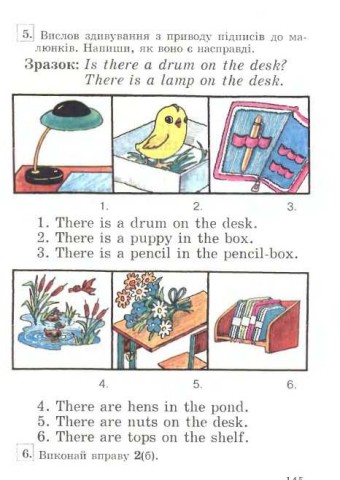 5. Вислов здивування з приводу підписів до ма-
люнків. Напиши, як воно є насправді.
Зразок: Is there a drum on the desk?
There is a lamp on the desk.
1. 2. 3.
1. There is a drum on the desk.
2. There is a puppy in the box.
3. There is a pencil in the pencil-box.
4. 5. 6.
4. There are hens in the pond.
5. There are nuts on the desk.
6. There are tops on the shelf.
6. Виконай вправу 2(б).